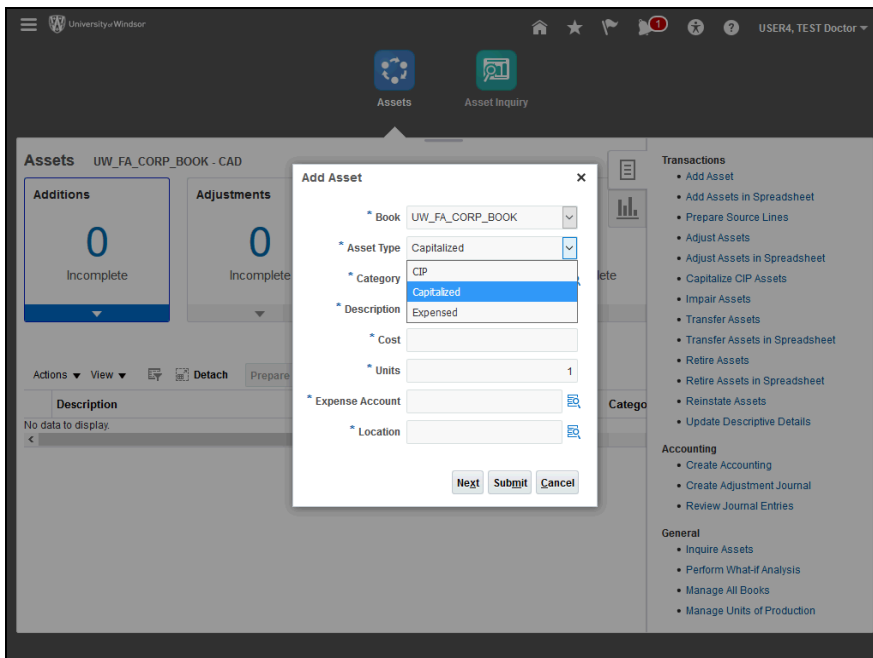 University of Windsor
1
USER4, TEST Doctor
Assets
Asset Inquiry
Assets UW_FA_CORP_BOOK - CAD
Additions
0
Incomplete
Adjustments
0
Incomplete
lete
Actions View Detach Prepare
Description Catego
No data to display.
Add Asset
* Book UW_FA_CORP_BOOK
* Asset Type Capitalized
CIP
Capitalized
Expensed
* Category
* Description
* Cost
* Units 1
* Expense Account
* Location
Next Submit Cancel
Transactions
• Add Asset
• Add Assets in Spreadsheet
• Prepare Source Lines
• Adjust Assets
• Adjust Assets in Spreadsheet
• Capitalize CIP Assets
• Impair Assets
• Transfer Assets
• Transfer Assets in Spreadsheet
• Retire Assets
• Retire Assets in Spreadsheet
• Reinstate Assets
• Update Descriptive Details
Accounting
• Create Accounting
• Create Adjustment Journal
• Review Journal Entries
General
• Inquire Assets
• Perform What-if Analysis
• Manage All Books
• Manage Units of Production